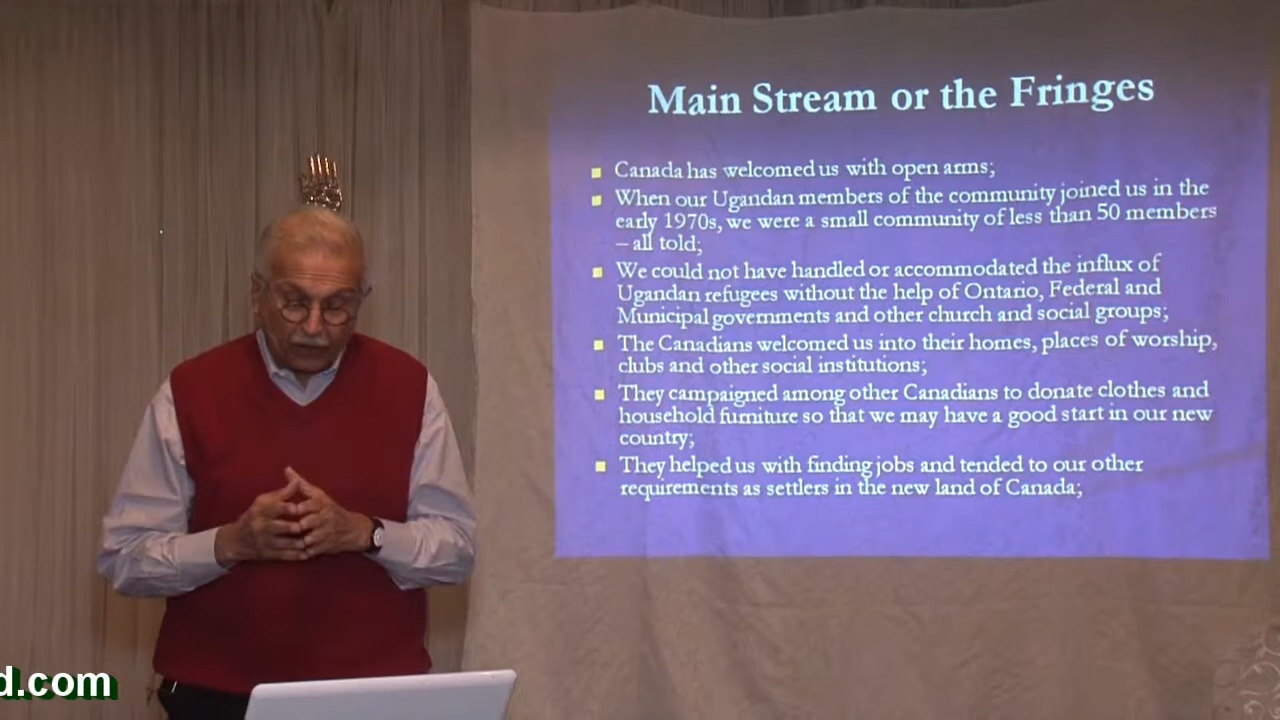 Main Stream or the Fringes
Canada has welcomed us with open arms;
When our Ugandan members of the community joined us in the
early 1970s, we were a small community of less than 50 members
– all told;
We could not have handled or accommodated the influx of
Ugandan refugees without the help of Ontario, Federal and
Municipal governments and other church and social groups;
The Canadians welcomed us into their homes, places of worship,
clubs and other social institutions;
They campaigned among other Canadians to donate clothes and
household furniture so that we may have a good start in our new
country;
They helped us with finding jobs and tended to our other
requirements as settlers in the new land of Canada;
d.com